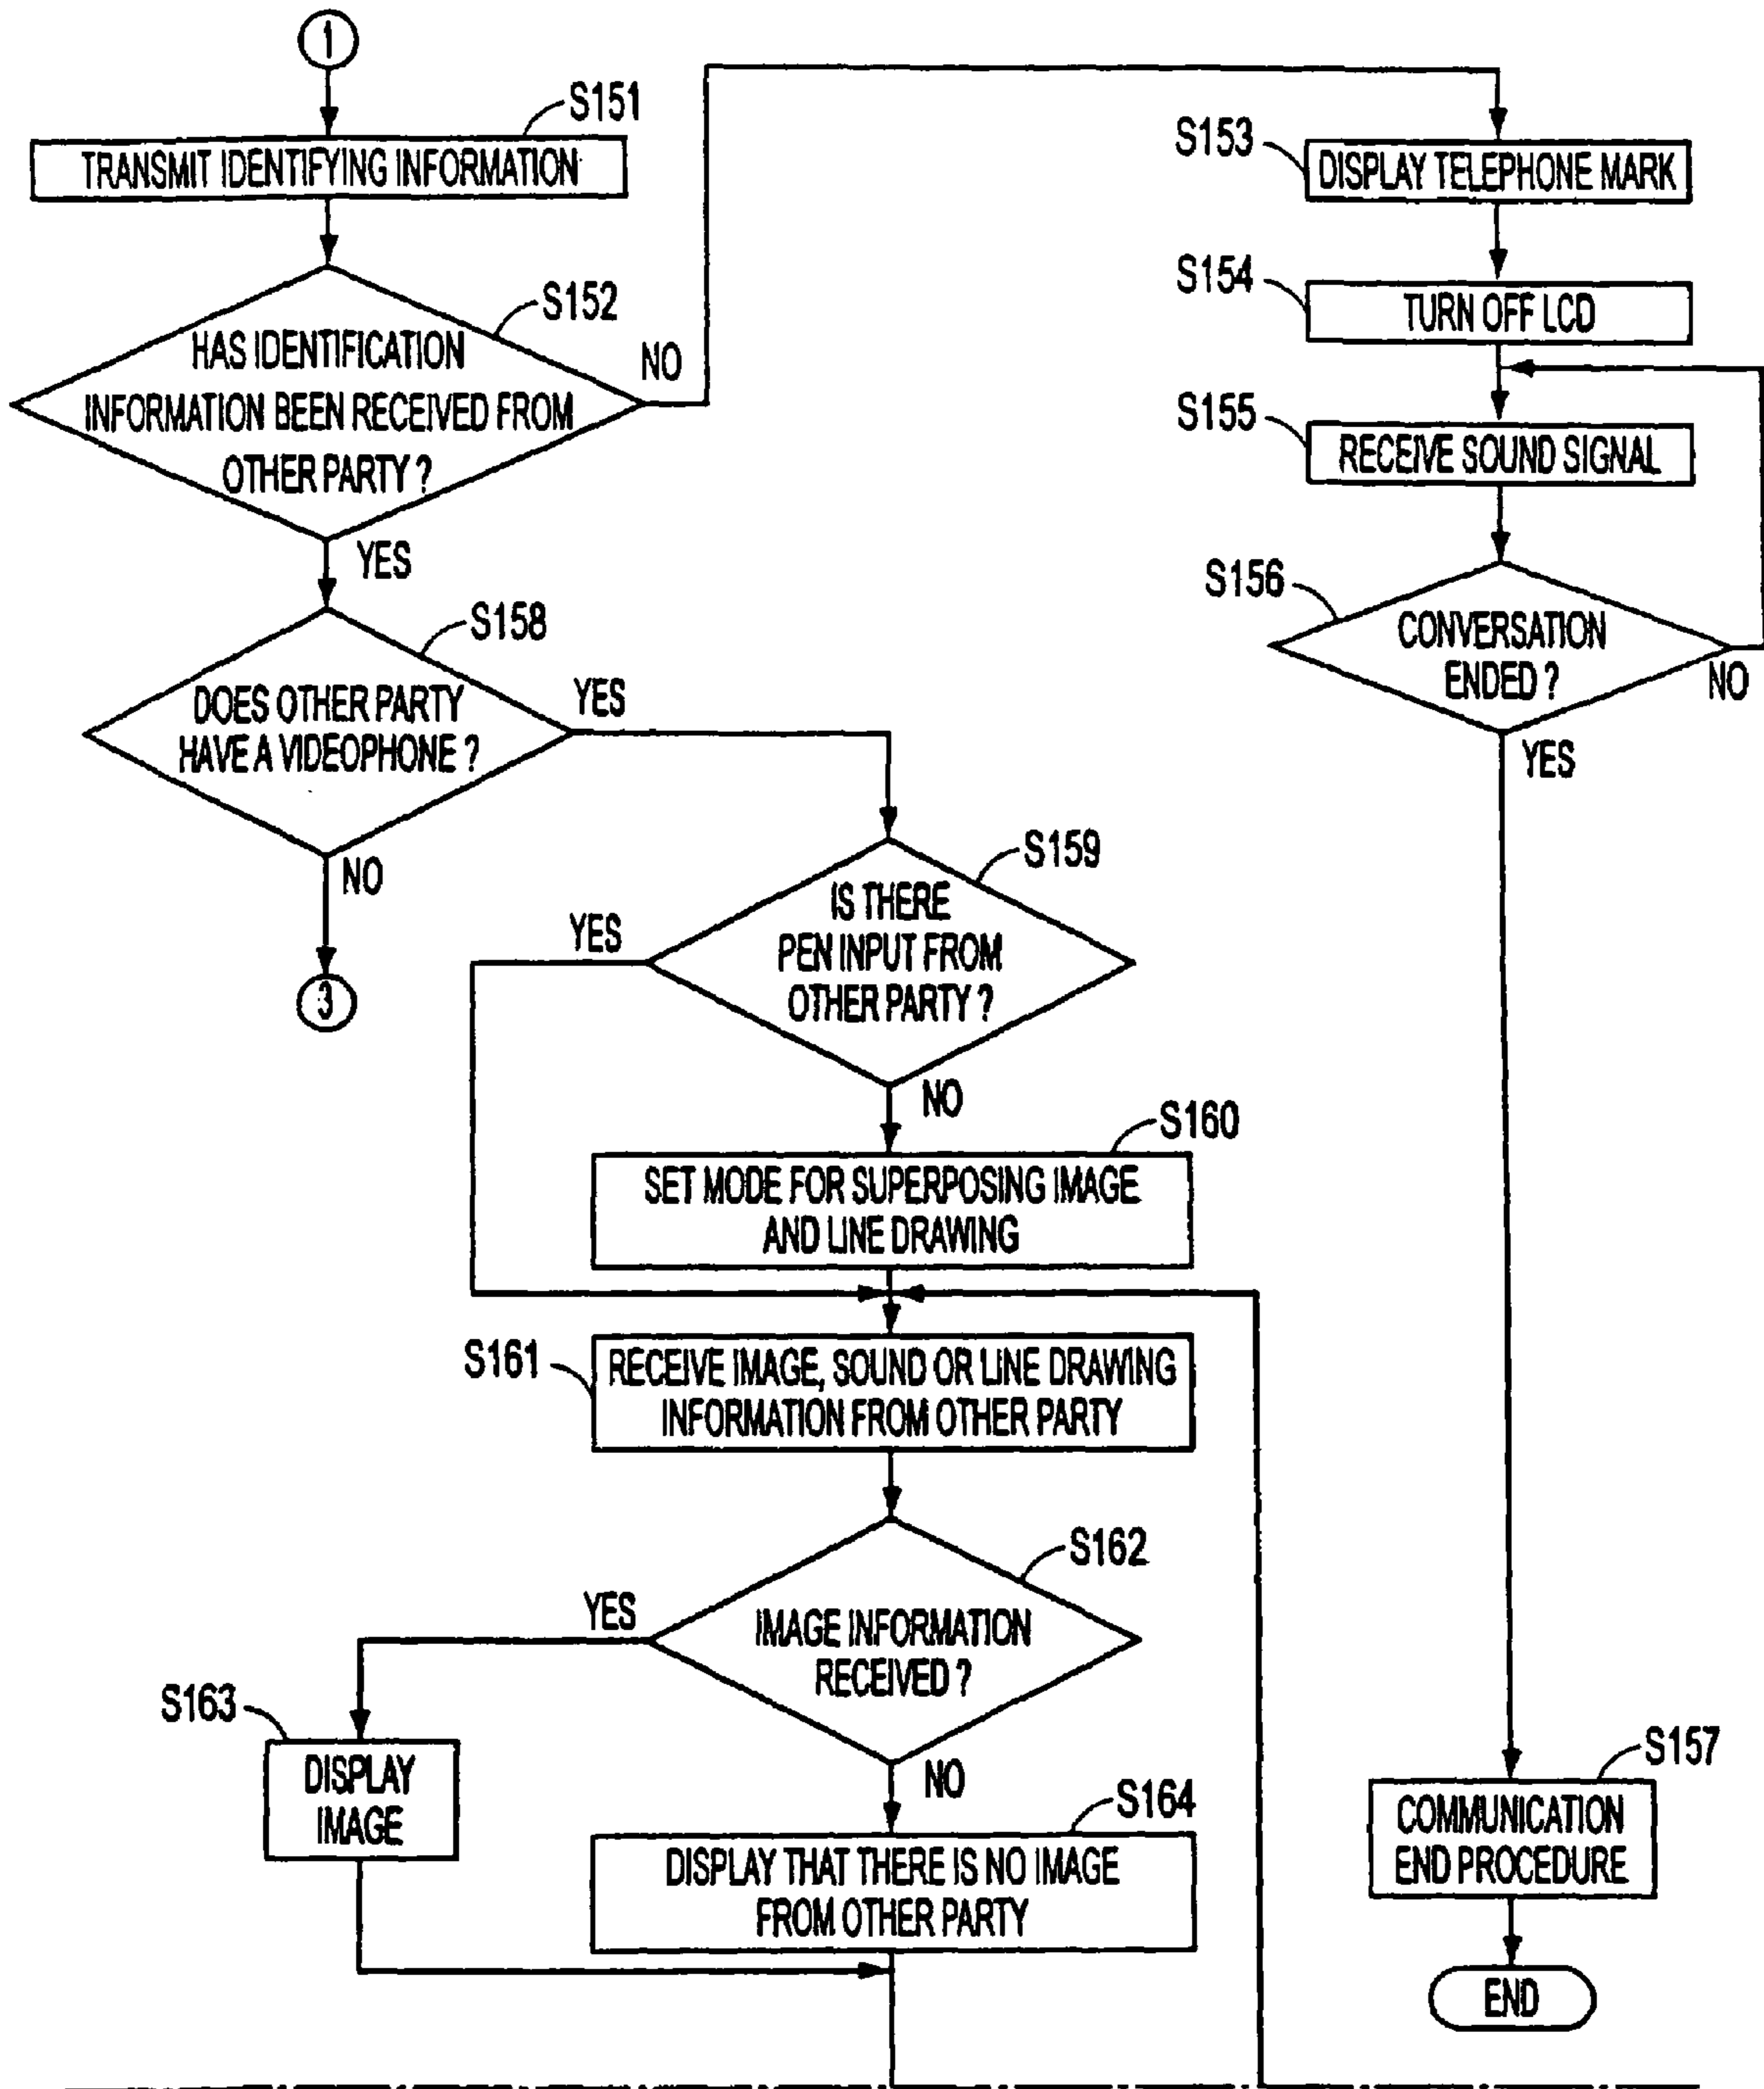 1
S151
TRANSMIT IDENTIFYING INFORMATION
S152
HAS IDENTIFICATION
INFORMATION BEEN RECEIVED FROM
OTHER PARTY ?
NO
YES
S153
DISPLAY TELEPHONE MARK
S154
TURN OFF LCD
S155
RECEIVE SOUND SIGNAL
S156
CONVERSATION
ENDED ?
NO
YES
S158
DOES OTHER PARTY
HAVE A VIDEOPHONE ?
YES
NO
3
S159
IS THERE
PEN INPUT FROM
OTHER PARTY ?
YES
NO
S160
SET MODE FOR SUPERPOSING IMAGE
AND LINE DRAWING
S161
RECEIVE IMAGE, SOUND OR LINE DRAWING
INFORMATION FROM OTHER PARTY
S162
IMAGE INFORMATION
RECEIVED ?
YES
NO
S163
DISPLAY
IMAGE
S164
DISPLAY THAT THERE IS NO IMAGE
FROM OTHER PARTY
S157
COMMUNICATION
END PROCEDURE
END